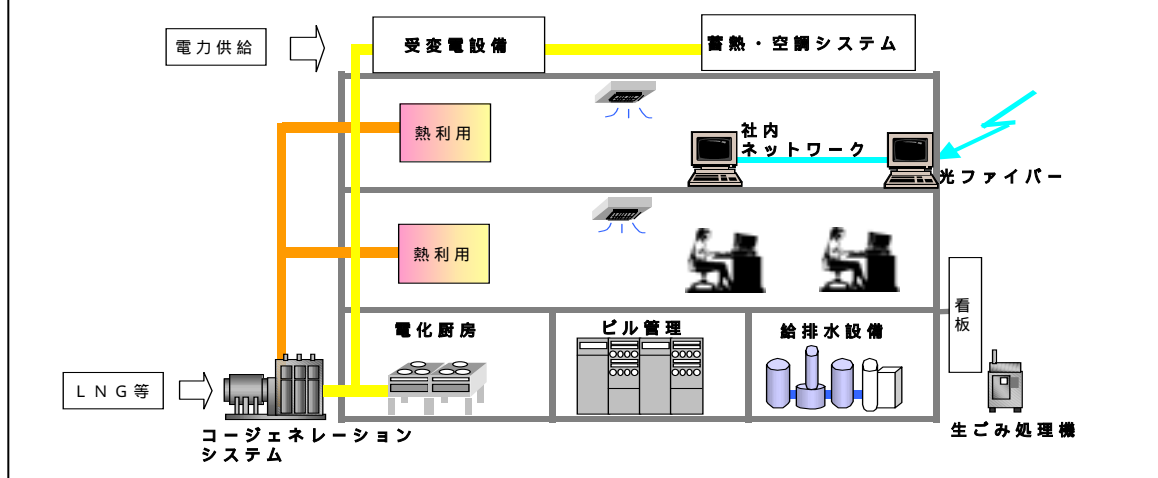 電力供給
受変電設備
蓄熱・空調システム
熱利用
社内
ネットワーク
光ファイバー
熱利用
看板
電化厨房
ビル管理
給排水設備
ＬＮＧ等
コージェネレーション
システム
生ごみ処理機